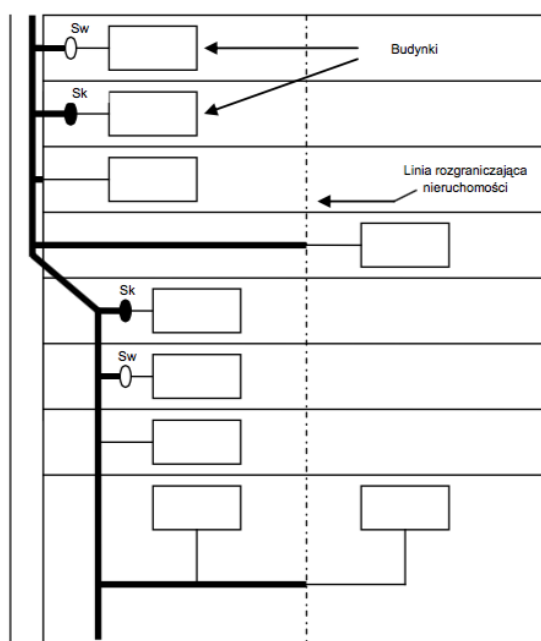 Sw
Budynki
Sk
Linia rozgraniczająca
nieruchomości
Sk
Sw